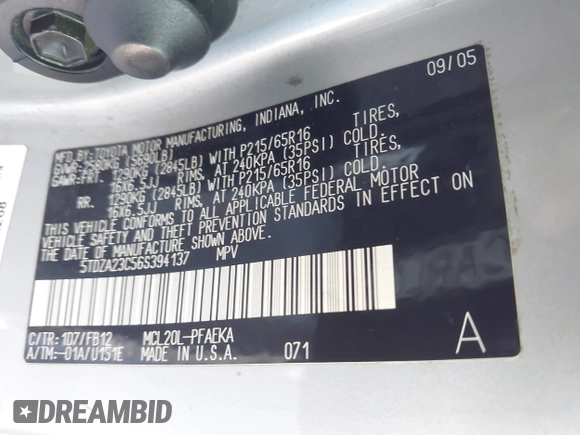 09/05
MFD.BY:TOYOTA MOTOR MANUFACTURING, INDIANA, INC.
GVWR: 2580KG (5690LB)
GAWR:FRT. 1290KG (2845LB) WITH P215/65R16 TIRES,
16X6.5JJ RIMS, AT 240KPA (35PSI) COLD.
RR. 1290KG (2845LB) WITH P215/65R16 TIRES,
16X6.5JJ RIMS, AT 240KPA (35PSI) COLD.
THIS VEHICLE CONFORMS TO ALL APPLICABLE FEDERAL MOTOR
VEHICLE SAFETY AND THEFT PREVENTION STANDARDS IN EFFECT ON
THE DATE OF MANUFACTURE SHOWN ABOVE.
5TDZA23C56S394137 MPV
C/TR: 1D7/FB12 MCL20L-PFAEKA
A/TM:-01A/U151E MADE IN U.S.A. 071
A
DID I OVERPAY.COM